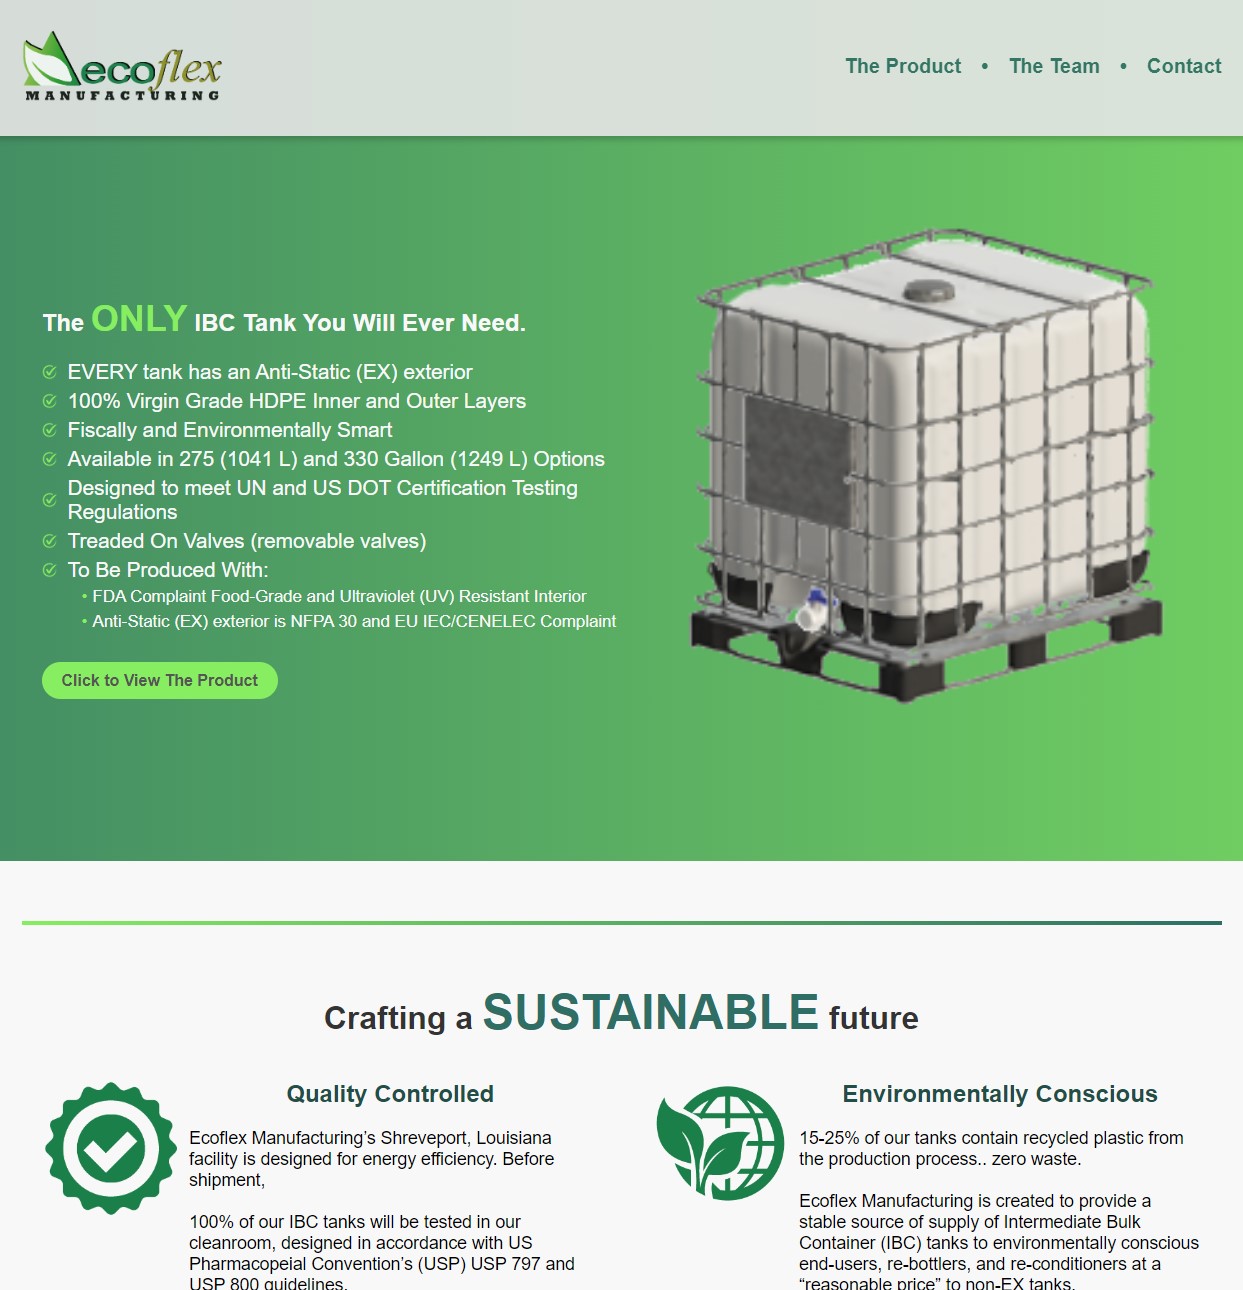 ecoflex
MANUFACTURING
The Product • The Team • Contact
The ONLY IBC Tank You Will Ever Need.
EVERY tank has an Anti-Static (EX) exterior
100% Virgin Grade HDPE Inner and Outer Layers
Fiscally and Environmentally Smart
Available in 275 (1041 L) and 330 Gallon (1249 L) Options
Designed to meet UN and US DOT Certification Testing
Regulations
Treaded On Valves (removable valves)
To Be Produced With:
• FDA Complaint Food-Grade and Ultraviolet (UV) Resistant Interior
• Anti-Static (EX) exterior is NFPA 30 and EU IEC/CENELEC Complaint
Click to View The Product
Crafting a SUSTAINABLE future
Quality Controlled
Ecoflex Manufacturing’s Shreveport, Louisiana
facility is designed for energy efficiency. Before
shipment,
100% of our IBC tanks will be tested in our
cleanroom, designed in accordance with US
Pharmacopeial Convention’s (USP) USP 797 and
USP 800 guidelines.
Environmentally Conscious
15-25% of our tanks contain recycled plastic from
the production process.. zero waste.
Ecoflex Manufacturing is created to provide a
stable source of supply of Intermediate Bulk
Container (IBC) tanks to environmentally conscious
end-users, re-bottlers, and re-conditioners at a
“reasonable price” to non-EX tanks.